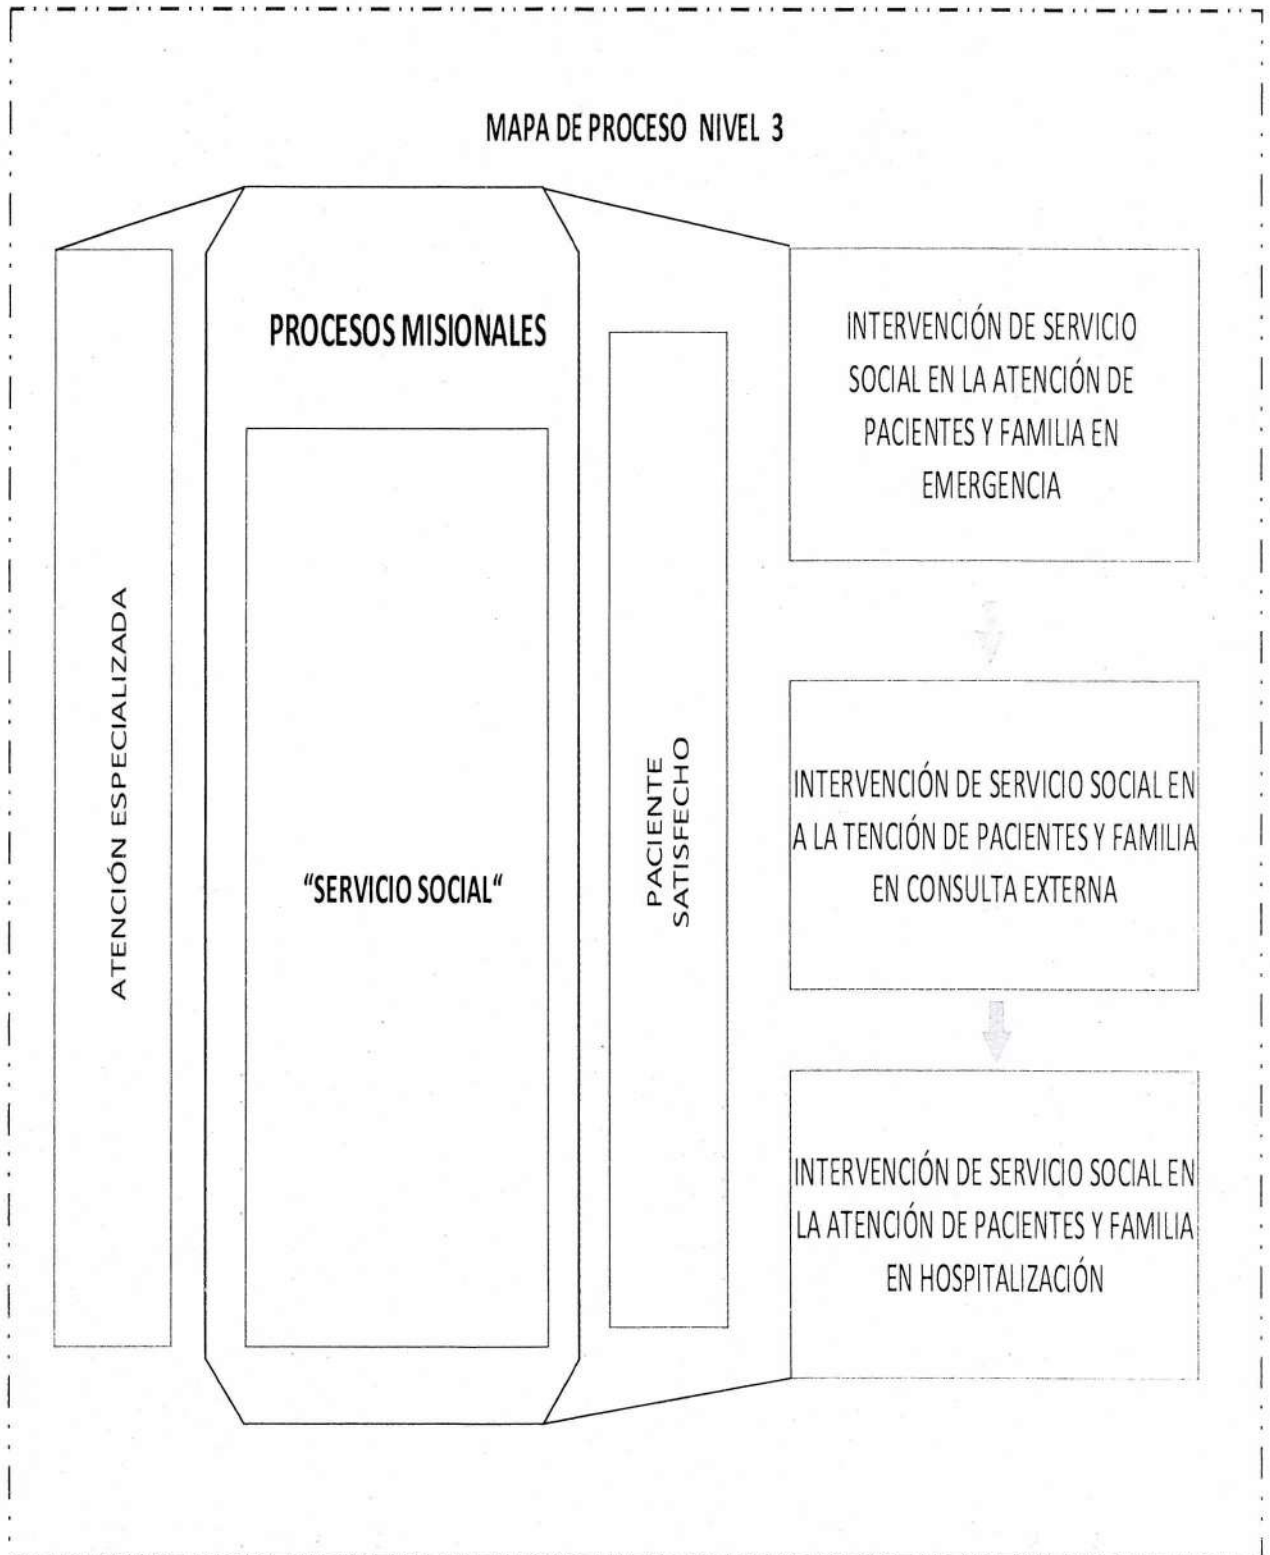 MAPA DE PROCESO NIVEL 3
ATENCIÓN ESPECIALIZADA
PROCESOS MISIONALES
“SERVICIO SOCIAL“
PACIENTE
SATISFECHO
INTERVENCIÓN DE SERVICIO
SOCIAL EN LA ATENCIÓN DE
PACIENTES Y FAMILIA EN
EMERGENCIA
INTERVENCIÓN DE SERVICIO SOCIAL EN
A LA TENCIÓN DE PACIENTES Y FAMILIA
EN CONSULTA EXTERNA
INTERVENCIÓN DE SERVICIO SOCIAL EN
LA ATENCIÓN DE PACIENTES Y FAMILIA
EN HOSPITALIZACIÓN